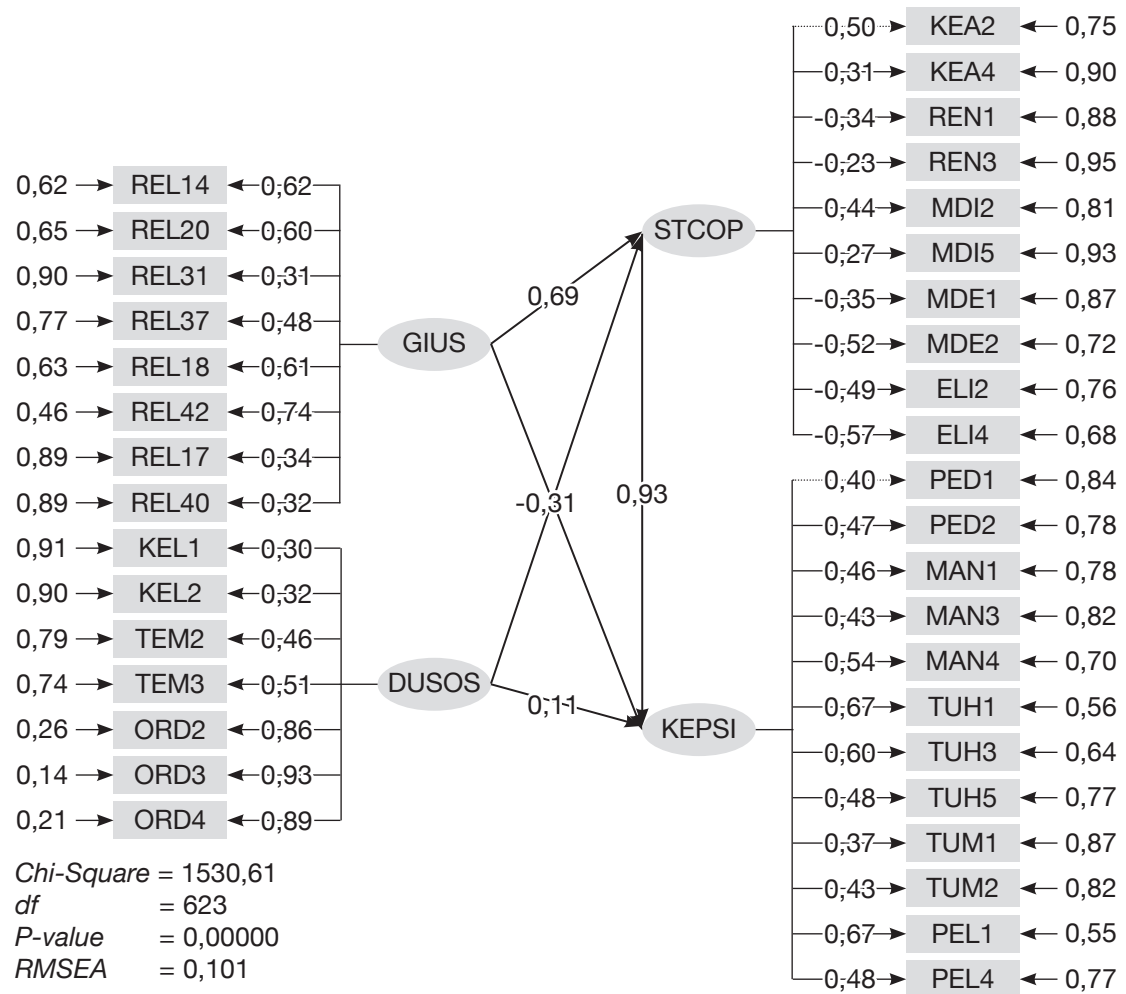 0,50 KEA2 0,75
0,31 KEA4 0,90
-0,34 REN1 0,88
-0,23 REN3 0,95
0,44 MDI2 0,81
0,27 MDI5 0,93
-0,35 MDE1 0,87
-0,52 MDE2 0,72
-0,49 ELI2 0,76
-0,57 ELI4 0,68
0,40 PED1 0,84
0,47 PED2 0,78
0,46 MAN1 0,78
0,43 MAN3 0,82
0,54 MAN4 0,70
0,67 TUH1 0,56
0,60 TUH3 0,64
0,48 TUH5 0,77
0,37 TUM1 0,87
0,43 TUM2 0,82
0,67 PEL1 0,55
0,48 PEL4 0,77
0,62 REL14 0,62
0,65 REL20 0,60
0,90 REL31 0,31
0,77 REL37 0,48
0,63 REL18 0,61
0,46 REL42 0,74
0,89 REL17 0,34
0,89 REL40 0,32
0,91 KEL1 0,30
0,90 KEL2 0,32
0,79 TEM2 0,46
0,74 TEM3 0,51
0,26 ORD2 0,86
0,14 ORD3 0,93
0,21 ORD4 0,89
STCOP
0,69
GIUS
-0,31
0,93
DUSOS
0,11
KEPSI
Chi-Square = 1530,61
df = 623
P-value = 0,00000
RMSEA = 0,101